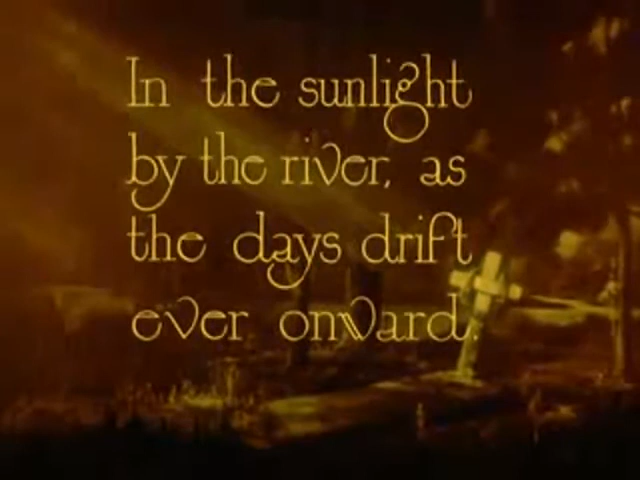 In the sunlight
by the river, as
the days drift
ever onward.